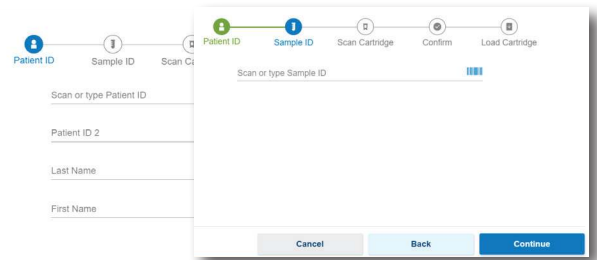 Patient ID
Sample ID
Scan Ca
Scan or type Patient ID
Patient ID 2
Last Name
First Name
Patient ID
Sample ID
Scan Cartridge
Confirm
Load Cartridge
Scan or type Sample ID
Cancel
Back
Continue